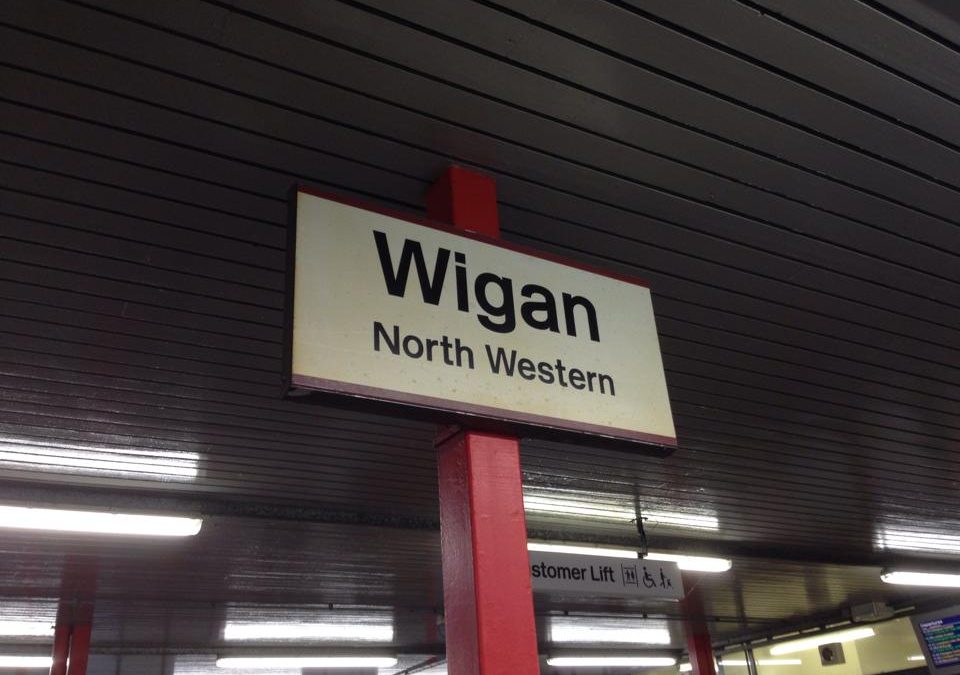 Wigan
North Western
stomer Lift